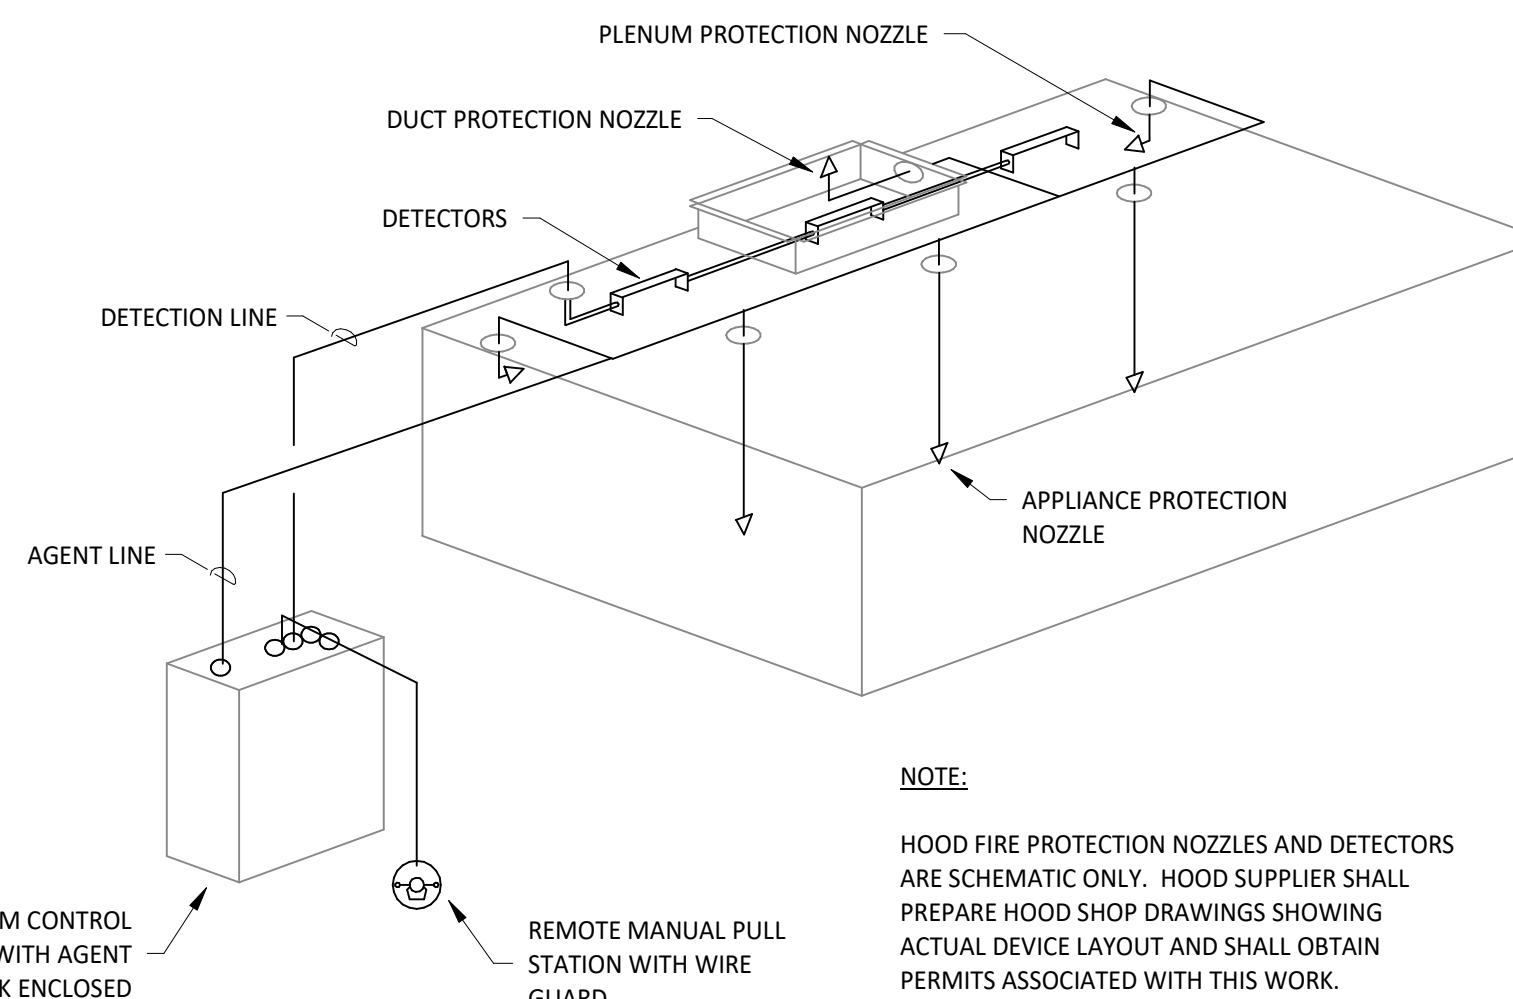 PLENUM PROTECTION NOZZLE
DUCT PROTECTION NOZZLE
DETECTORS
DETECTION LINE
AGENT LINE
APPLIANCE PROTECTION
NOZZLE
CONTROL
WITH AGENT
ENCLOSED
REMOTE MANUAL PULL
STATION WITH WIRE
GUARD
NOTE:
HOOD FIRE PROTECTION NOZZLES AND DETECTORS
ARE SCHEMATIC ONLY. HOOD SUPPLIER SHALL
PREPARE HOOD SHOP DRAWINGS SHOWING
ACTUAL DEVICE LAYOUT AND SHALL OBTAIN
PERMITS ASSOCIATED WITH THIS WORK.